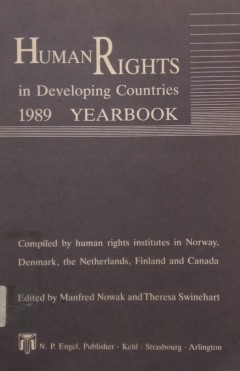 HUMAN RIGHTS
in Developing Countries
1989 YEARBOOK
Compiled by human rights institutes in Norway,
Denmark, the Netherlands, Finland and Canada
Edited by Manfred Nowak and Theresa Swinehart
N. P. Engel, Publisher · Kehl · Strasbourg · Arlington